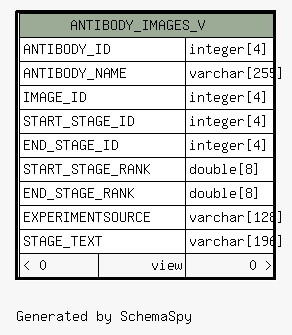 ANTIBODY_IMAGES_V
ANTIBODY_ID integer[4]
ANTIBODY_NAME varchar[255]
IMAGE_ID integer[4]
START_STAGE_ID integer[4]
END_STAGE_ID integer[4]
START_STAGE_RANK double[8]
END_STAGE_RANK double[8]
EXPERIMENTSOURCE varchar[128]
STAGE_TEXT varchar[196]
< 0 view 0 >
Generated by SchemaSpy